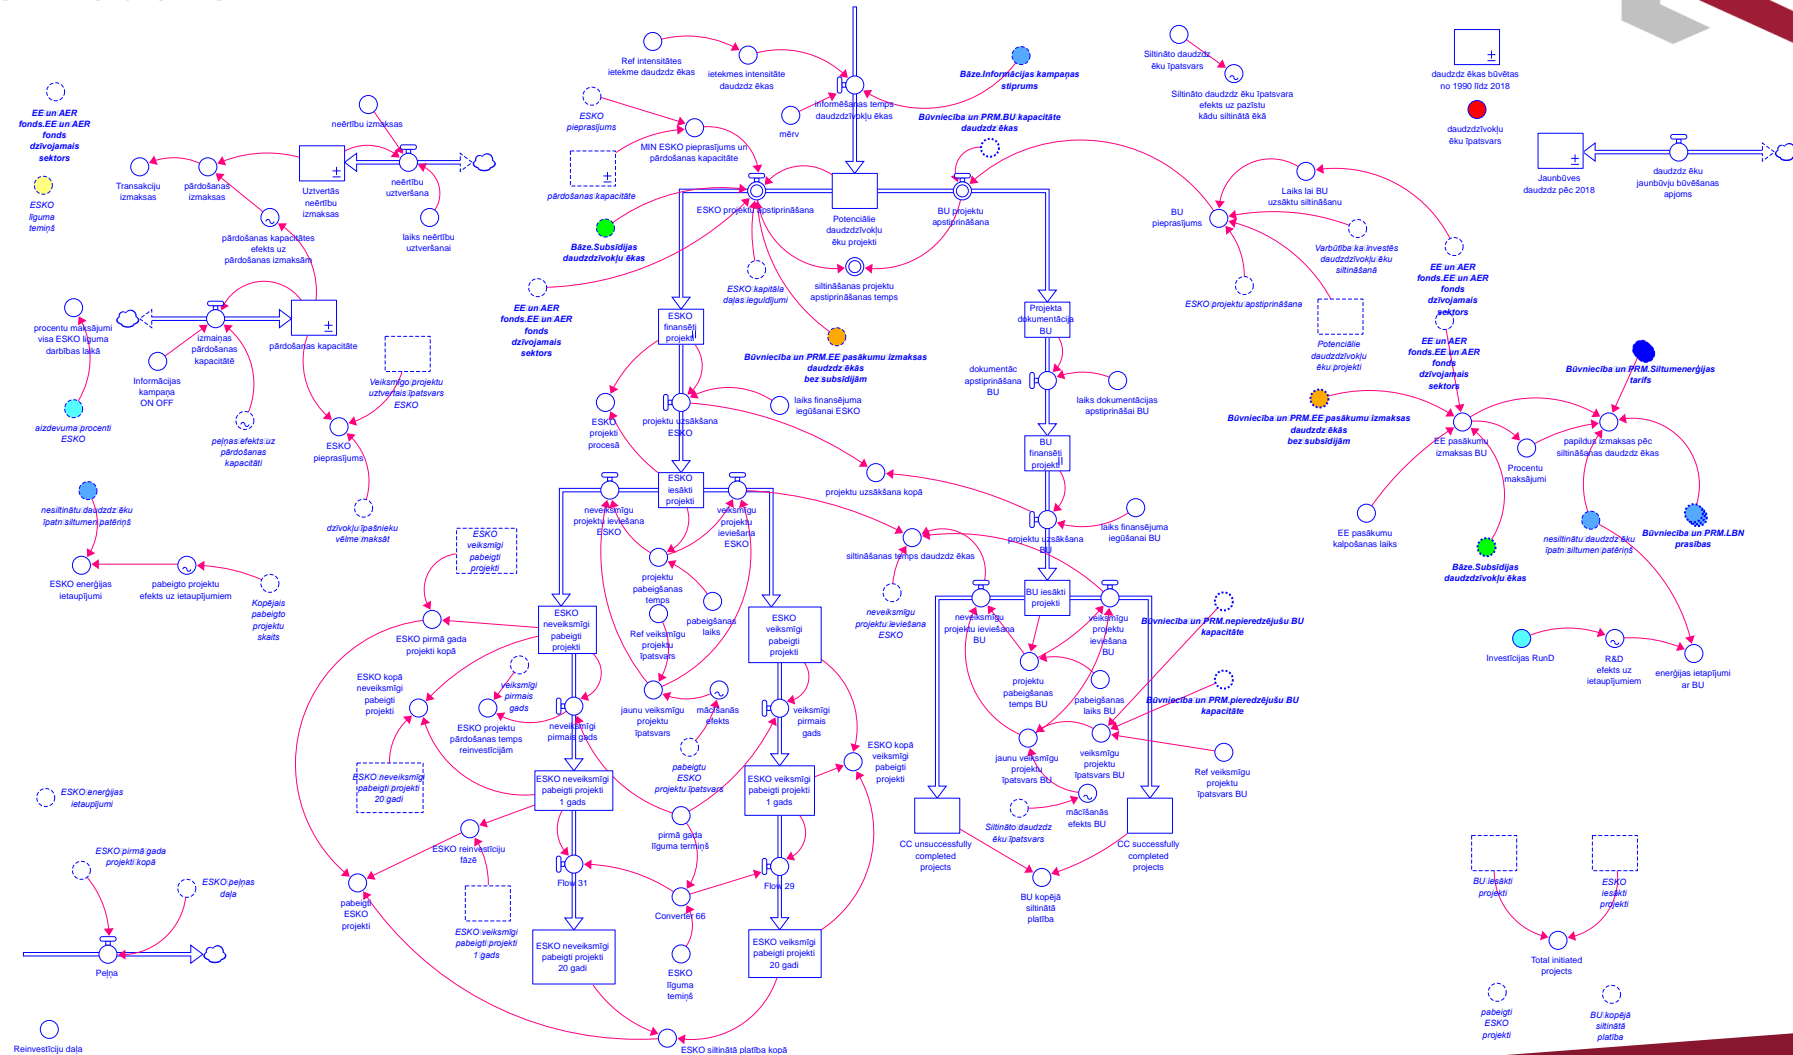 EE un AER
fonds.EE un AER
fonds
dzīvojamais
sektors
ESKO
līguma
temiņš
Transakciju
izmaksas
pārdošanas
izmaksas
neērtību izmaksas
Uztvertās
neērtību
izmaksas
neērtību
uztveršana
laiks neērtību
uztveršanai
pārdošanas kapacitātes
efekts uz
pārdošanas izmaksām
procentu maksājumi
visa ESKO līguma
darbības laikā
izmaiņas
pārdošanas
kapacitātē
pārdošanas kapacitāte
Informācijas
kampaņa
ON OFF
Veiksmīgo projektu
uztvertais īpatsvars
ESKO
aizdevuma procenti
ESKO
peļņas efekts uz
pārdošanas
kapacitāti
ESKO
pieprasījums
nesiltinātu daudzdz ēku
īpatn siltumen patēriņš
dzīvokļu īpašnieku
vēlme maksāt
ESKO enerģijas
ietaupījumi
pabeigto projektu
efekts uz ietaupījumiem
Kopējais
pabeigto
projektu
skaits
Ref intensitātes
ietekme daudzdz ēkas
ietekmes intensitāte
daudzdz ēkas
Bāze.Informācijas kampaņas
stiprums
ESKO
pieprasījums
mērv
informēšanas temps
daudzdzīvokļu ēkas
Būvniecība un PRM.BU kapacitāte
daudzdz ēkas
MIN ESKO pieprasījums un
pārdošanas kapacitāte
pārdošanas kapacitāte
ESKO projektu apstiprināšana
Potenciālie
daudzdzīvokļu
ēku projekti
BU projektu
apstiprināšana
Bāze.Subsīdijas
daudzdzīvokļu ēkas
ESKO kapitāla
daļas ieguldījumi
siltināšanas projektu
apstiprināšanas temps
EE un AER
fonds.EE un AER
fonds
dzīvojamais
sektors
ESKO
finansēti
projekti
Būvniecība un PRM.EE pasākumu izmaksas
daudzdz ēkās
bez subsīdijām
Projekta
dokumentācija
BU
dokumentāc
apstiprināšana
BU
laiks dokumentācijas
apstiprināšai BU
laiks finansējuma
iegūšanai ESKO
projektu uzsākšana
ESKO
ESKO
projekti
procesā
BU
finansēti
projekti
ESKO
iesākti
projekti
projektu uzsākšana kopā
neveiksmīgu
projektu ieviešana
ESKO
veiksmīgu
projektu
ieviešana
ESKO
laiks finansējuma
iegūšanai BU
projektu uzsākšana
BU
siltināšanas temps daudzdz ēkas
ESKO
veiksmīgi
pabeigti
projekti
projektu
pabeigšanas
temps
pabeigšanas
laiks
neveiksmīgu
projektu ieviešana
ESKO
BU iesākti
projekti
neveiksmīgu
projektu ieviešana
BU
veiksmīgu
projektu
ieviešana
BU
Būvniecība un PRM.nepieredzējušu BU
kapacitāte
ESKO pirmā gada
projekti kopā
ESKO
neveiksmīgi
pabeigti
projekti
Ref veiksmīgu
projektu
īpatsvars
ESKO
veiksmīgi
pabeigti
projekti
ESKO kopā
neveiksmīgi
pabeigti
projekti
veiksmīgi
pirmais
gads
projektu
pabeigšanas
temps BU
pabeigšanas
laiks BU
Būvniecība un PRM.pieredzējušu BU
kapacitāte
ESKO projektu
pārdošanas temps
reinvestīcijām
neveiksmīgi
pirmais gads
jaunu veiksmīgu
projektu
īpatsvars
mācīšanās
efekts
veiksmīgi
pirmais
gads
ESKO kopā
veiksmīgi
pabeigti
projekti
jaunu veiksmīgu
projektu
īpatsvars BU
veiksmīgu
projektu
īpatsvars BU
Ref veiksmīgu
projektu
īpatsvars BU
ESKO neveiksmīgi
pabeigti projekti
20 gadi
ESKO neveiksmīgi
pabeigti projekti
1 gads
pabeigtu
ESKO
projektu īpatsvars
ESKO veiksmīgi
pabeigti projekti
1 gads
mācīšanās
efekts BU
Siltināto daudzdz
ēku īpatsvars
pirmā gada
līguma termiņš
ESKO reinvestīciju
fāzē
CC unsuccessfully
completed
projects
CC successfully
completed
projects
Flow 31
Flow 29
Converter 66
BU kopējā
siltinātā
platība
pabeigti
ESKO
projekti
ESKO veiksmīgi
pabeigti projekti
1 gads
ESKO neveiksmīgi
pabeigti projekti
20 gadi
ESKO
līguma
temiņš
ESKO veiksmīgi
pabeigti projekti
20 gadi
ESKO siltinātā platība kopā
ESKO enerģijas
ietaupījumi
ESKO pirmā gada
projekti kopā
ESKO peļņas
daļa
Peļņa
Reinvestīciju daļa
Siltināto daudzdz
ēku īpatsvars
Siltināto daudzdz ēku īpatsvara
efekts uz pazīstu
kādu siltinātā ēkā
daudzdz ēkas būvētas
no 1990 līdz 2018
daudzdzīvokļu
ēku īpatsvars
Jaunbūves
daudzdz pēc 2018
daudzdz ēku
jaunbūvju būvēšanas
apjoms
Laiks lai BU
uzsāktu siltināšanu
BU
pieprasījums
Varbūtība ka investēs
daudzdzīvokļu ēku
siltināšanā
EE un AER
fonds.EE un AER
fonds
dzīvojamais
sektors
ESKO projektu apstiprināšana
Potenciālie
daudzdzīvokļu
ēku projekti
EE un AER
fonds.EE un AER
fonds
dzīvojamais
sektors
Būvniecība un PRM.Siltumenerģijas
tarifs
Būvniecība un PRM.EE pasākumu izmaksas
daudzdz ēkās
bez subsīdijām
EE pasākumu
izmaksas BU
papildus izmaksas pēc
siltināšanas daudzdz ēkas
Procentu
maksājumi
EE pasākumu
kalpošanas laiks
Bāze.Subsīdijas
daudzdzīvokļu ēkas
nesiltinātu daudzdz ēku
īpatn siltumen patēriņš
Būvniecība un PRM.LBN
prasības
Investīcijas RunD
R&D
efekts uz
ietaupījumiem
enerģijas ietapījumi
ar BU
BU iesākti
projekti
ESKO
iesākti
projekti
Total initiated
projects
pabeigti
ESKO
projekti
BU kopējā
siltinātā
platība